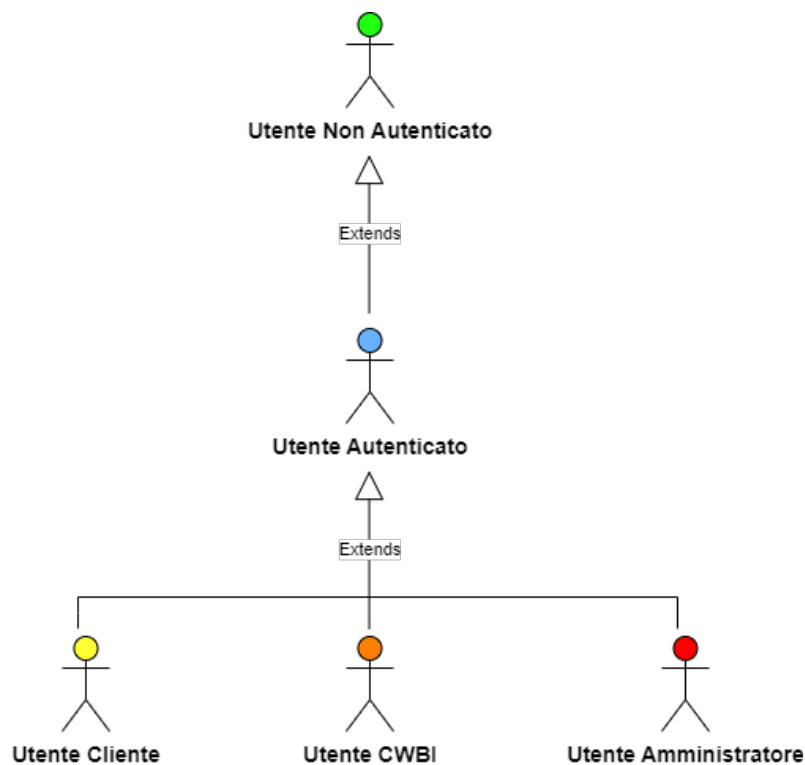 Utente Non Autenticato
Extends
Utente Autenticato
Extends
Utente Cliente
Utente CWBI
Utente Amministratore